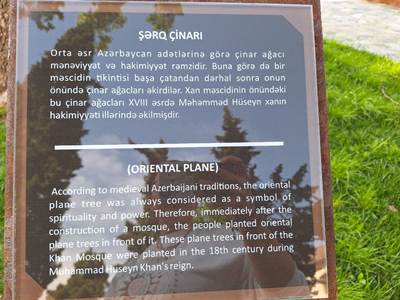 ŞƏRQ ÇİNARI
Orta əsr Azərbaycan adətlərinə görə çinar ağacı
mənəviyyat və hakimiyyət rəmzidir. Buna görə də bir
məscidin tikintisi başa çatandan dərhal sonra onun
önündə çinar ağacları əkirdilər. Xan məscidinin önündəki
bu çinar ağacları XVIII əsrdə Məhəmməd Hüseyn xanın
hakimiyyəti illərində əkilmişdir.
(ORIENTAL PLANE)
According to medieval Azerbaijani traditions, the oriental
plane tree was always considered as a symbol of
spirituality and power. Therefore, immediately after the
construction of a mosque, the people planted oriental
plane trees in front of it. These plane trees in front of the
Khan Mosque were planted in the 18th century during
Muhammad Huseyn Khan's reign.